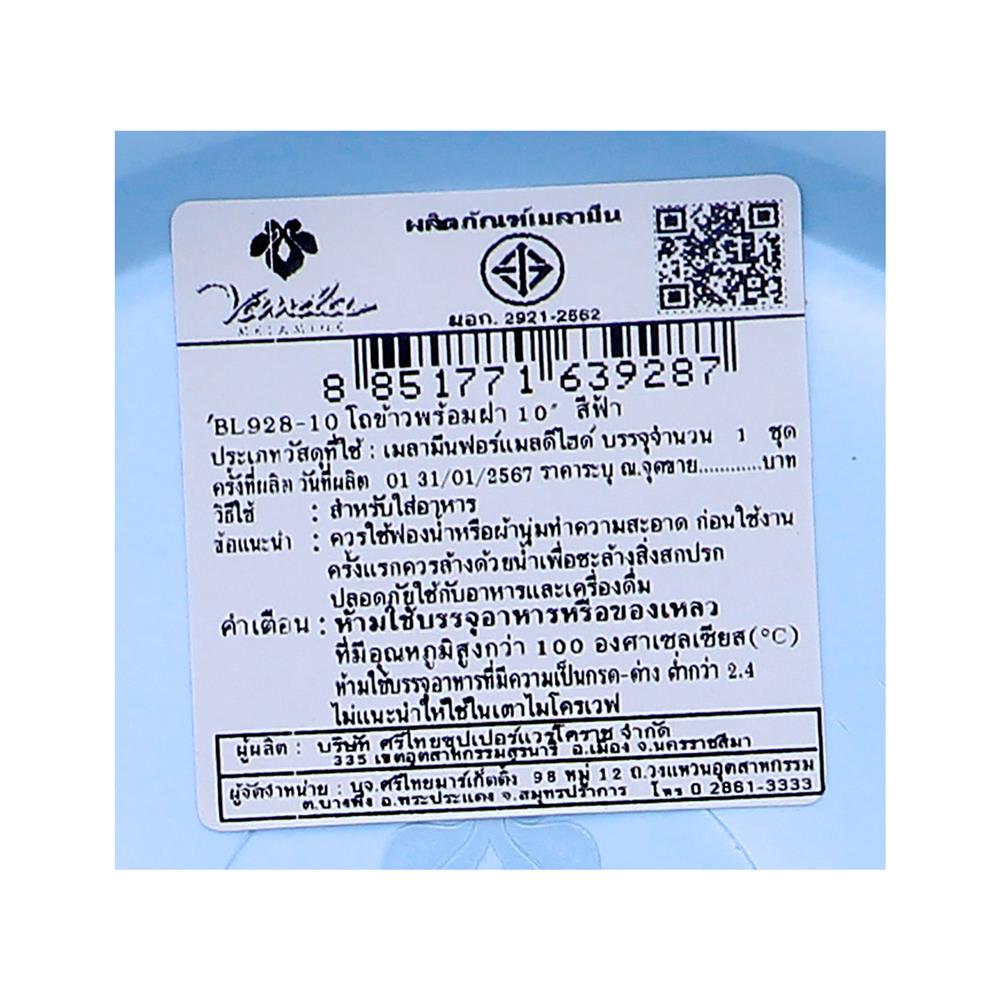 ผลิตภัณฑ์เมลามีน
Vanda
MELAMINE
มอก. 2921-2562
8 851771 639287
'BL928-10 โถข้าวพร้อมฝา 10" สีฟ้า
ประเภทวัสดุที่ใช้ : เมลามีนฟอร์แมลดีไฮด์ บรรจุจำนวน 1 ชุด
ครั้งที่ผลิต วันที่ผลิต 01 31/01/2567 ราคาระบุ ณ.จุดขาย............บาท
วิธีใช้ : สำหรับใส่อาหาร
ข้อแนะนำ : ควรใช้ฟองน้ำหรือผ้านุ่มทำความสะอาด ก่อนใช้งาน
ครั้งแรกควรล้างด้วยน้ำเพื่อชะล้างสิ่งสกปรก
ปลอดภัยใช้กับอาหารและเครื่องดื่ม
คำเตือน : ห้ามใช้บรรจุอาหารหรือของเหลว
ที่มีอุณหภูมิสูงกว่า 100 องศาเซลเซียส(°C)
ห้ามใช้บรรจุอาหารที่มีความเป็นกรด-ด่าง ต่ำกว่า 2.4
ไม่แนะนำให้ใช้ในเตาไมโครเวฟ
ผู้ผลิต : บริษัท ศรีไทยซุปเปอร์แวร์โคราช จำกัด
335 เขตอุตสาหกรรมสุรนารี อ.เมือง จ.นครราชสีมา
ผู้จัดจำหน่าย : บจ.ศรีไทยมาร์เก็ตติ้ง 98 หมู่ 12 ถ.วงแหวนอุตสาหกรรม
ต.บางพึ่ง อ.พระประแดง จ.สมุทรปราการ โทร 0 2861-3333